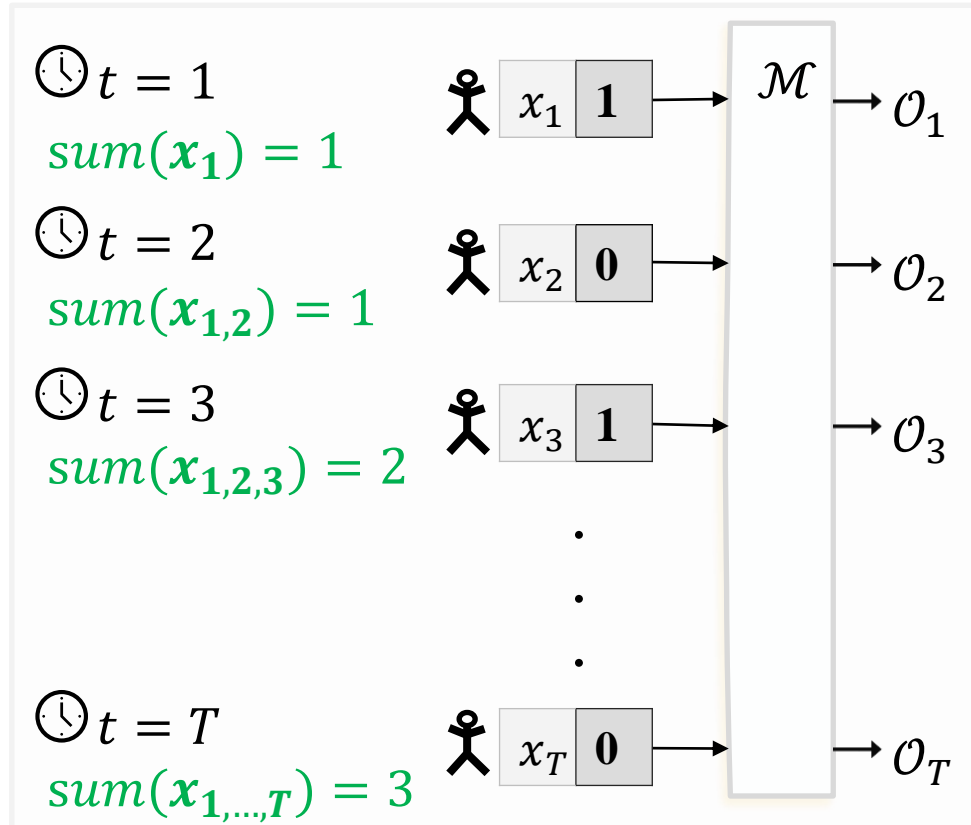 t = 1
x₁ 1
ℳ
𝒪₁
sum(x₁) = 1
t = 2
x₂ 0
𝒪₂
sum(x₁,₂) = 1
t = 3
x₃ 1
𝒪₃
sum(x₁,₂,₃) = 2
.
.
.
t = T
x_T 0
𝒪_T
sum(x₁,...,T) = 3